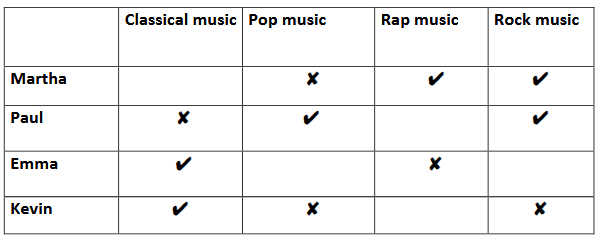 Classical music Pop music Rap music Rock music
Martha ✘ ✔ ✔
Paul ✘ ✔ ✔
Emma ✔ ✘
Kevin ✔ ✘ ✘